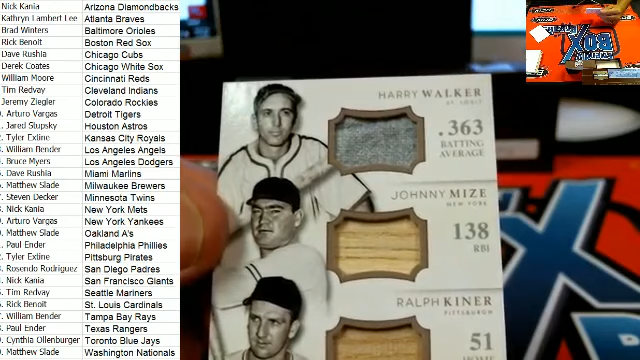 Nick Kania Arizona Diamondbacks
Kathryn Lambert Lee Atlanta Braves
Brad Winters Baltimore Orioles
Rick Benoit Boston Red Sox
Dave Rushia Chicago Cubs
Derek Coates Chicago White Sox
William Moore Cincinnati Reds
Tim Redvay Cleveland Indians
Jeremy Ziegler Colorado Rockies
Arturo Vargas Detroit Tigers
Jared Stupsky Houston Astros
Tyler Extine Kansas City Royals
William Bender Los Angeles Angels
Bruce Myers Los Angeles Dodgers
Dave Rushia Miami Marlins
Matthew Slade Milwaukee Brewers
Steven Decker Minnesota Twins
Nick Kania New York Mets
Arturo Vargas New York Yankees
Matthew Slade Oakland A's
Paul Ender Philadelphia Phillies
Tyler Extine Pittsburg Pirates
Rosendo Rodriguez San Diego Padres
Nick Kania San Francisco Giants
Tim Redvay Seattle Mariners
Rick Benoit St. Louis Cardinals
William Bender Tampa Bay Rays
Paul Ender Texas Rangers
Cynthia Ollenburger Toronto Blue Jays
Matthew Slade Washington Nationals
HARRY WALKER
ST. LOUIS
.363
BATTING
AVERAGE
JOHNNY MIZE
NEW YORK
138
RBI
RALPH KINER
PITTSBURGH
51
HOME